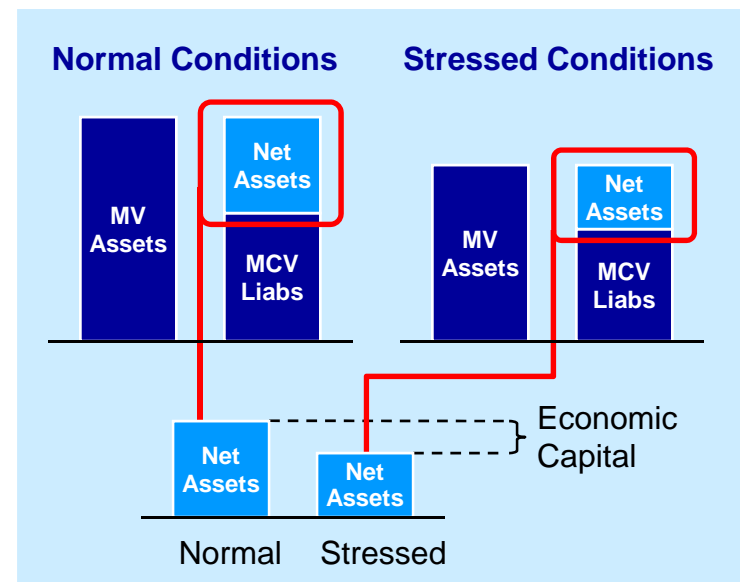 Normal Conditions
Stressed Conditions
MV
Assets
Net
Assets
MCV
Liabs
MV
Assets
Net
Assets
MCV
Liabs
Economic
Capital
Net
Assets
Net
Assets
Normal
Stressed